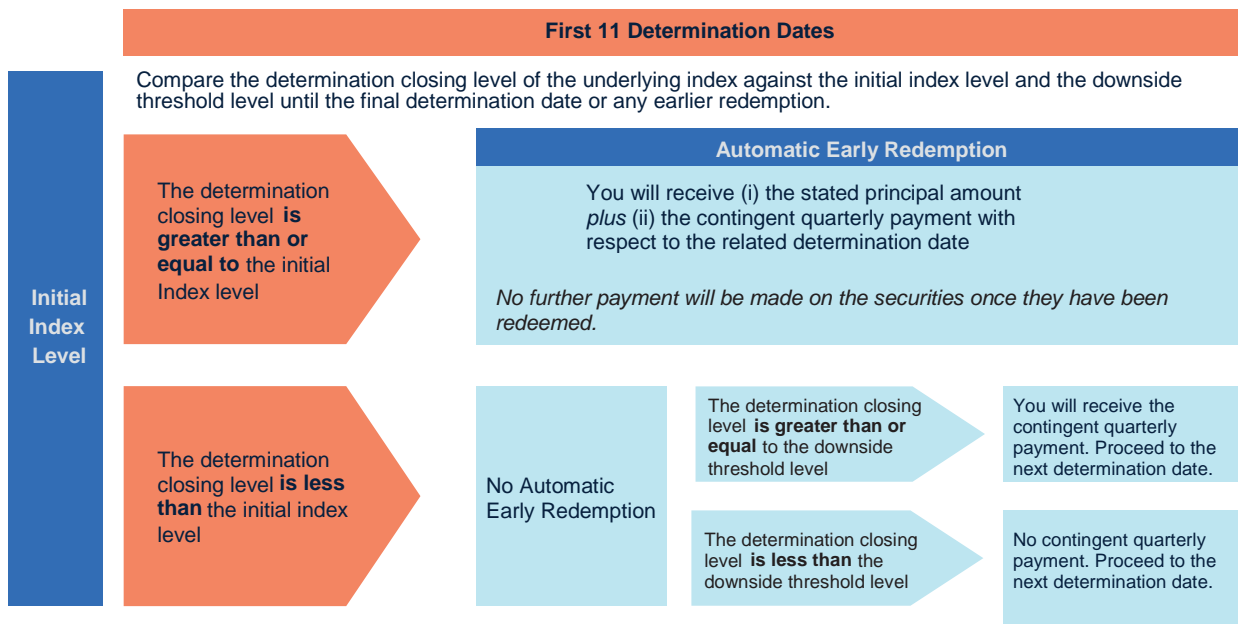 First 11 Determination Dates
Compare the determination closing level of the underlying index against the initial index level and the downside
threshold level until the final determination date or any earlier redemption.
Initial
Index
Level
The determination
closing level is
greater than or
equal to the initial
Index level
Automatic Early Redemption
You will receive (i) the stated principal amount
plus (ii) the contingent quarterly payment with
respect to the related determination date
No further payment will be made on the securities once they have been
redeemed.
The determination
closing level is less
than the initial index
level
No Automatic
Early Redemption
The determination closing
level is greater than or
equal to the downside
threshold level
You will receive the
contingent quarterly
payment. Proceed to the
next determination date.
The determination closing
level is less than the
downside threshold level
No contingent quarterly
payment. Proceed to the
next determination date.